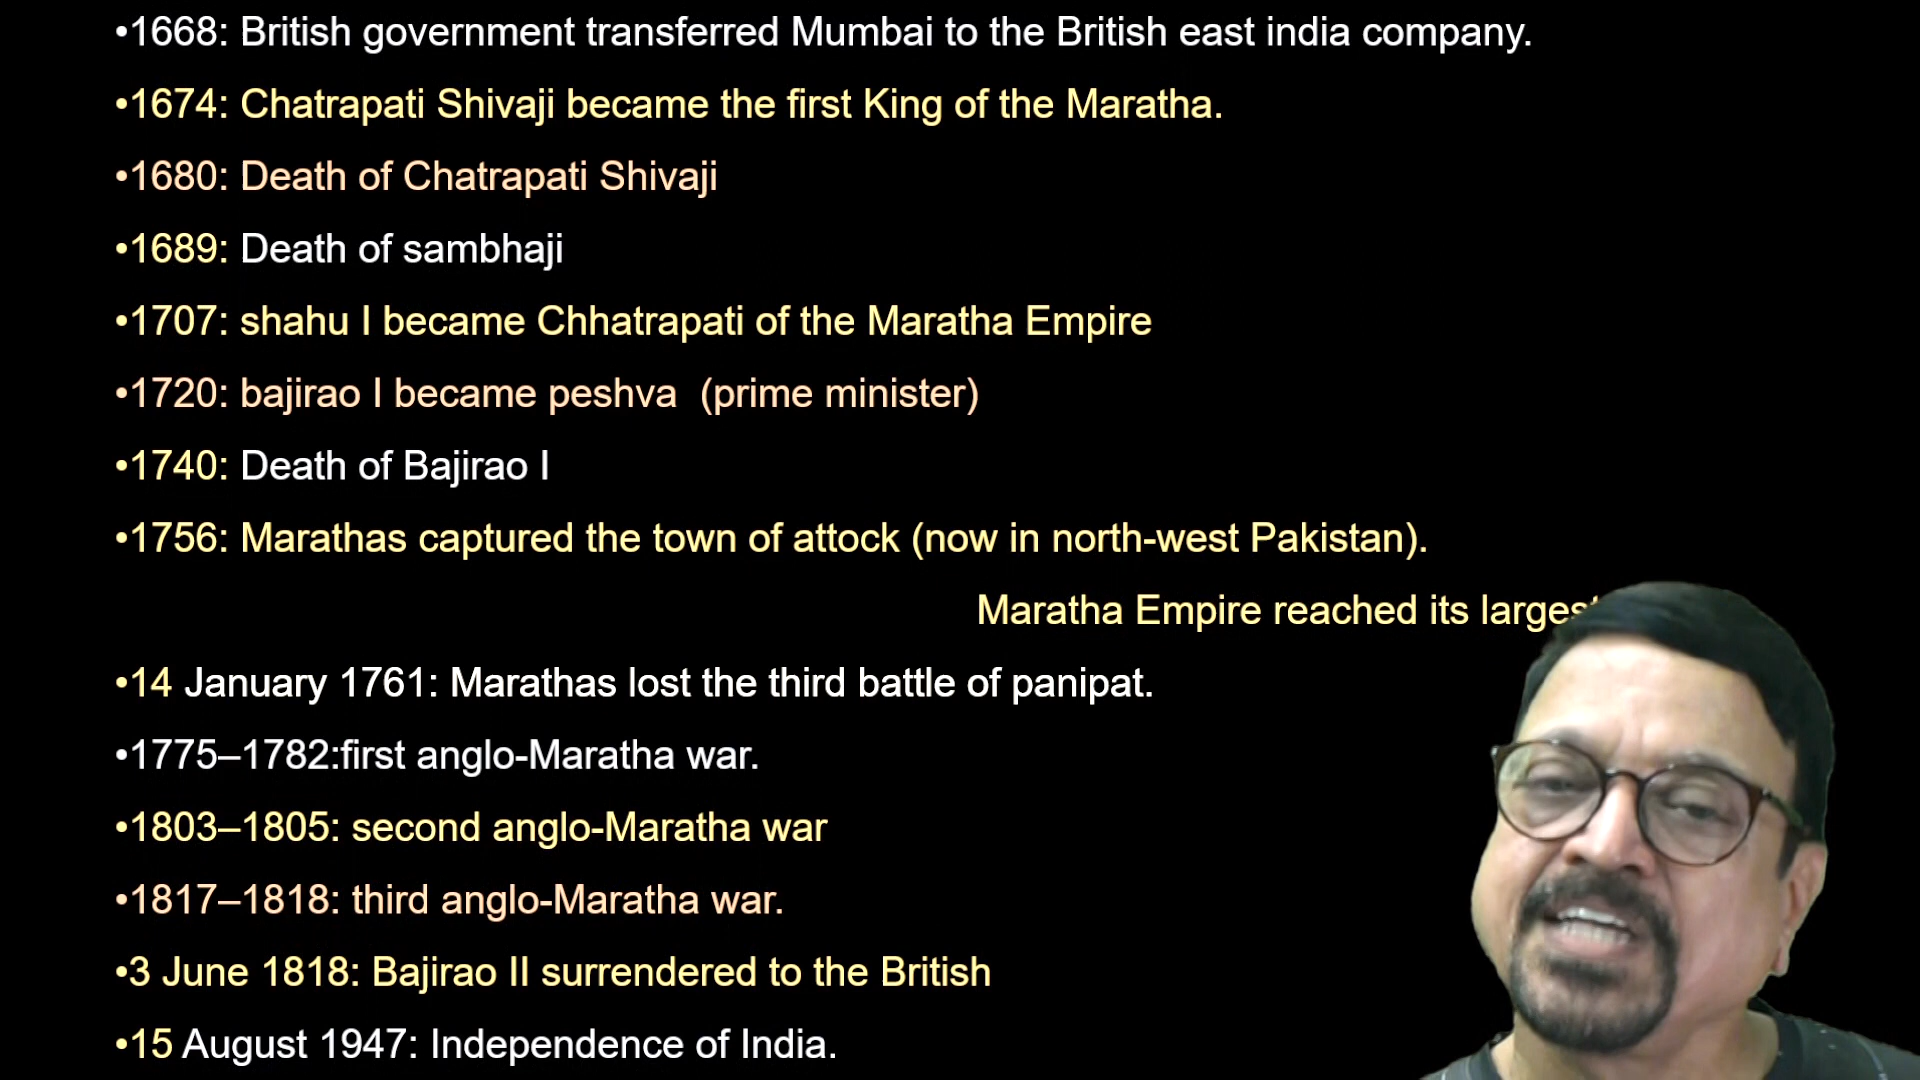 •1668: British government transferred Mumbai to the British east india company.
•1674: Chatrapati Shivaji became the first King of the Maratha.
•1680: Death of Chatrapati Shivaji
•1689: Death of sambhaji
•1707: shahu I became Chhatrapati of the Maratha Empire
•1720: bajirao I became peshva  (prime minister)
•1740: Death of Bajirao I
•1756: Marathas captured the town of attock (now in north-west Pakistan).
Maratha Empire reached its largest
•14 January 1761: Marathas lost the third battle of panipat.
•1775–1782:first anglo-Maratha war.
•1803–1805: second anglo-Maratha war
•1817–1818: third anglo-Maratha war.
•3 June 1818: Bajirao II surrendered to the British
•15 August 1947: Independence of India.